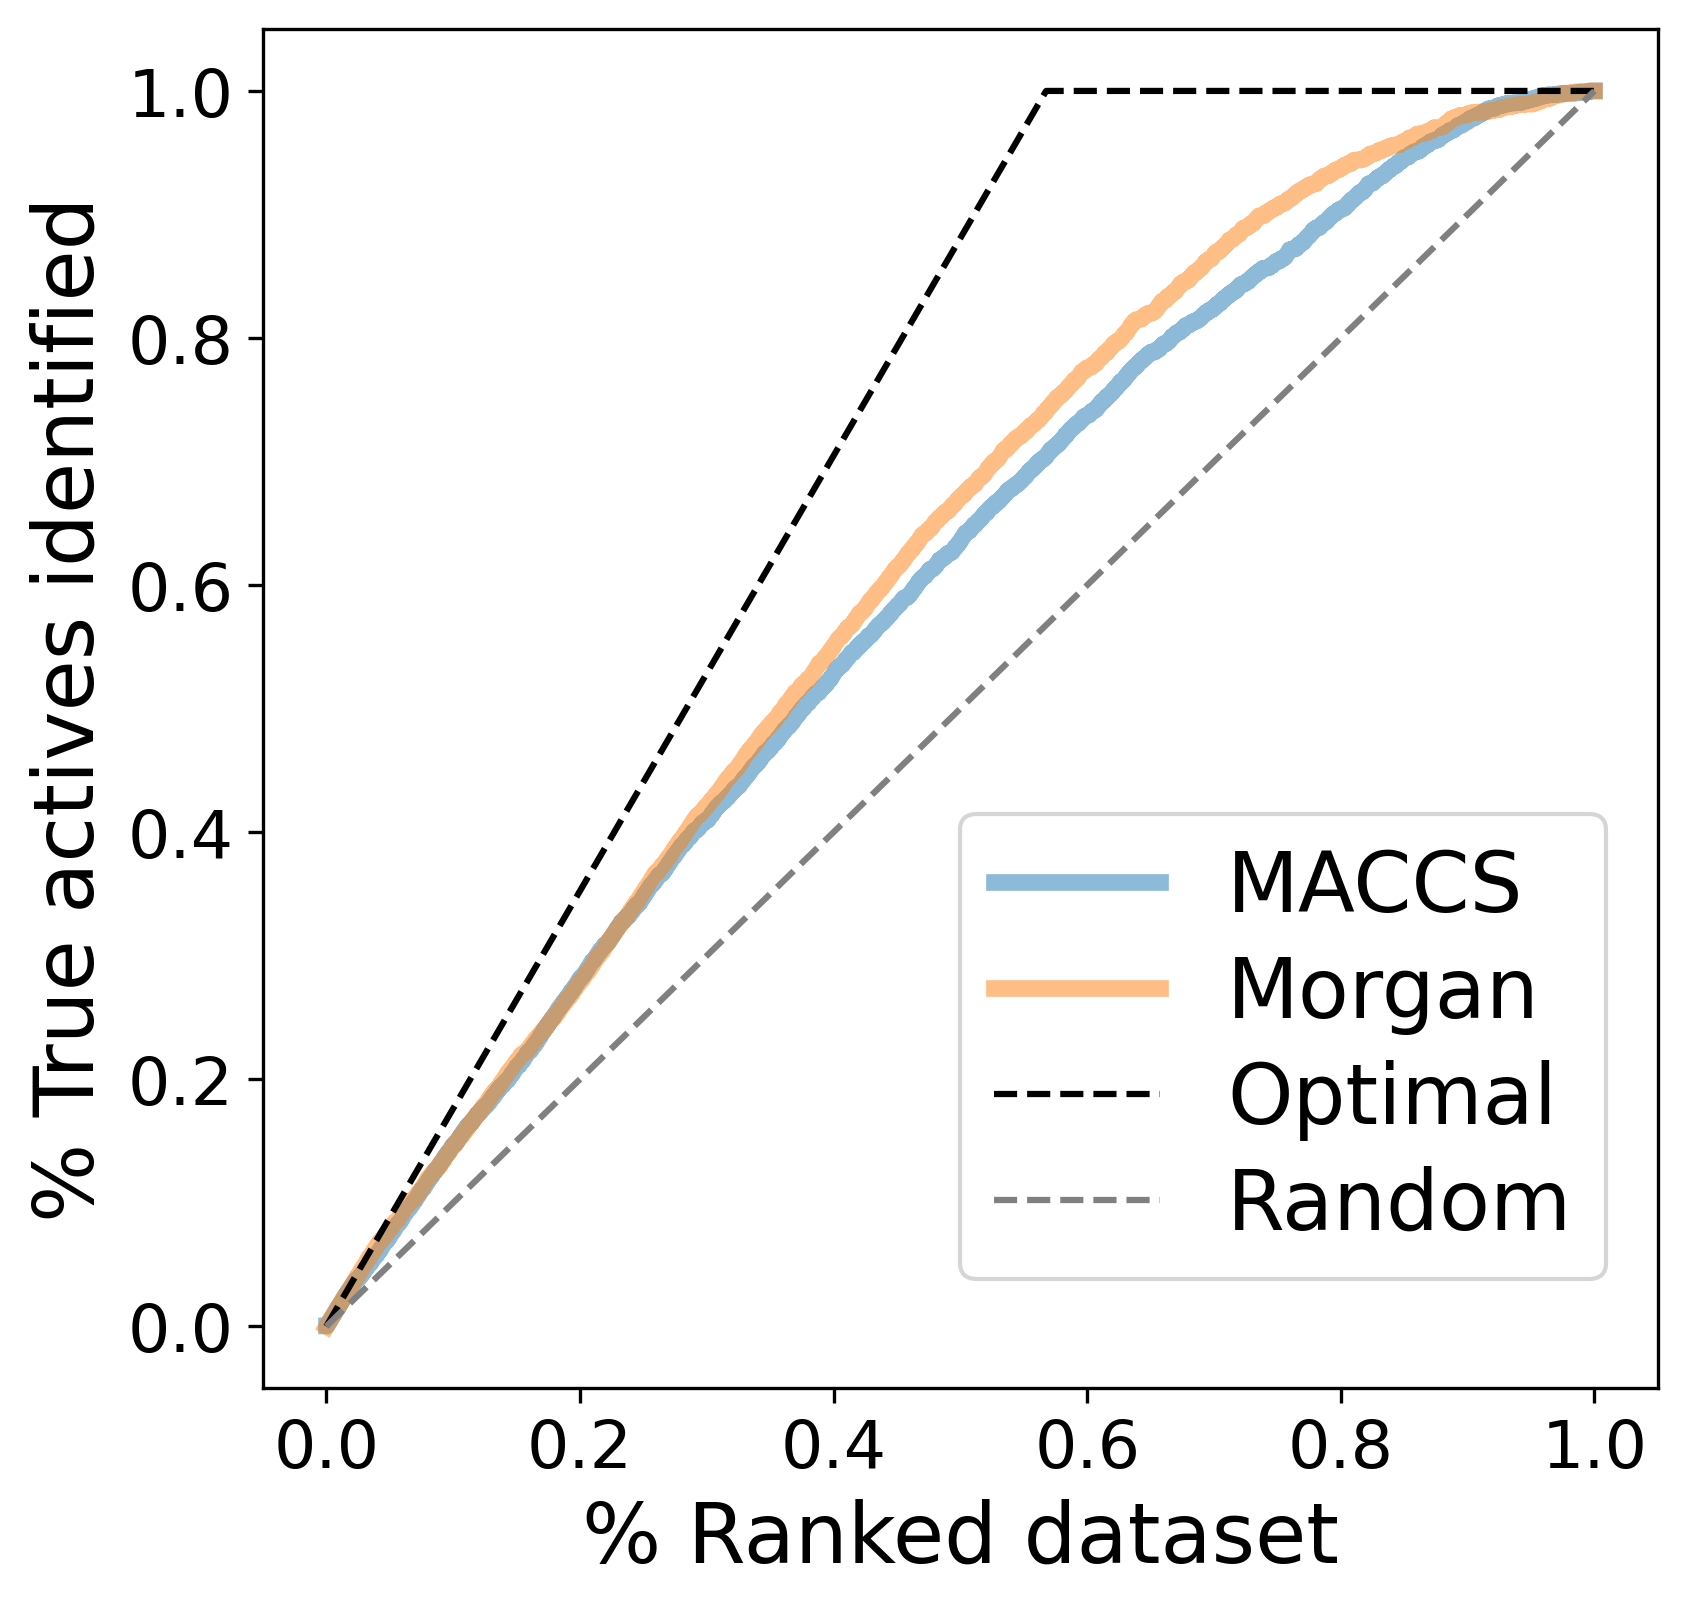 % True actives identified
1.0
0.8
0.6
0.4
0.2
0.0
MACCS
Morgan
Optimal
Random
0.0 0.2 0.4 0.6 0.8 1.0
% Ranked dataset